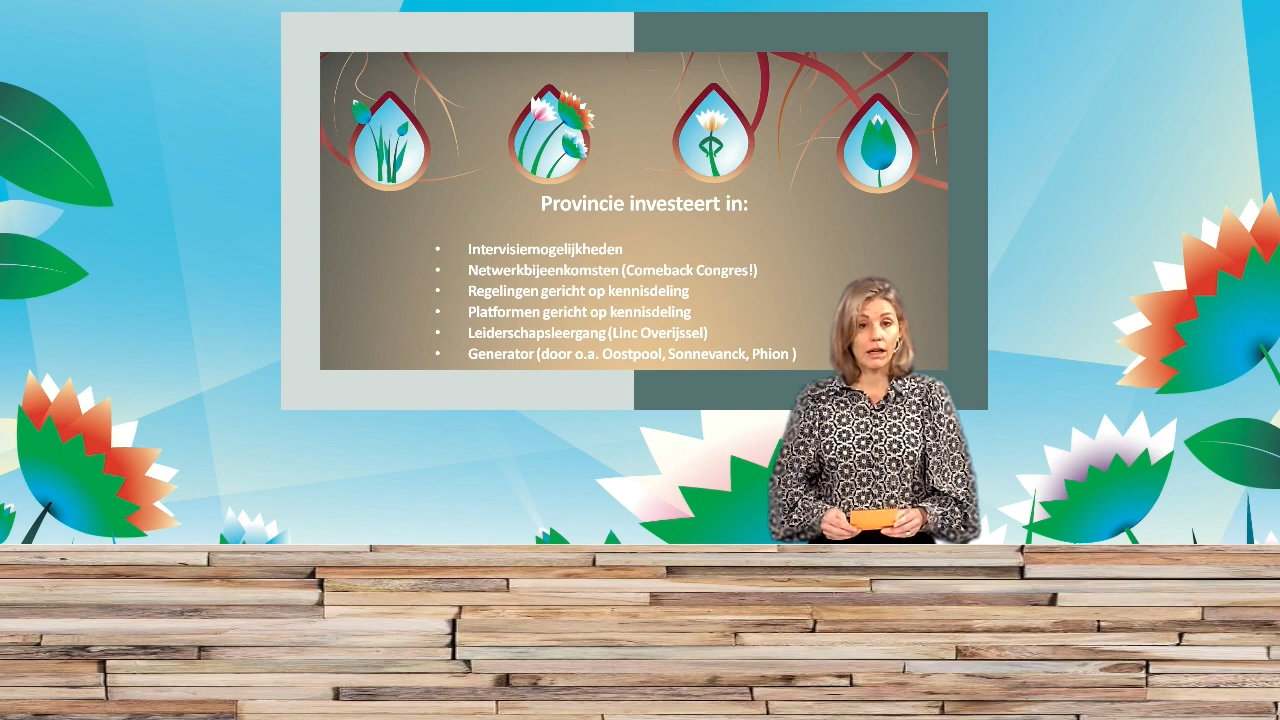 Provincie investeert in:
• Intervisiemogelijkheden
• Netwerkbijeenkomsten (Comeback Congres!)
• Regelingen gericht op kennisdeling
• Platformen gericht op kennisdeling
• Leiderschapsleergang (Linc Overijssel)
• Generator (door o.a. Oostpool, Sonnevanck, Phion )